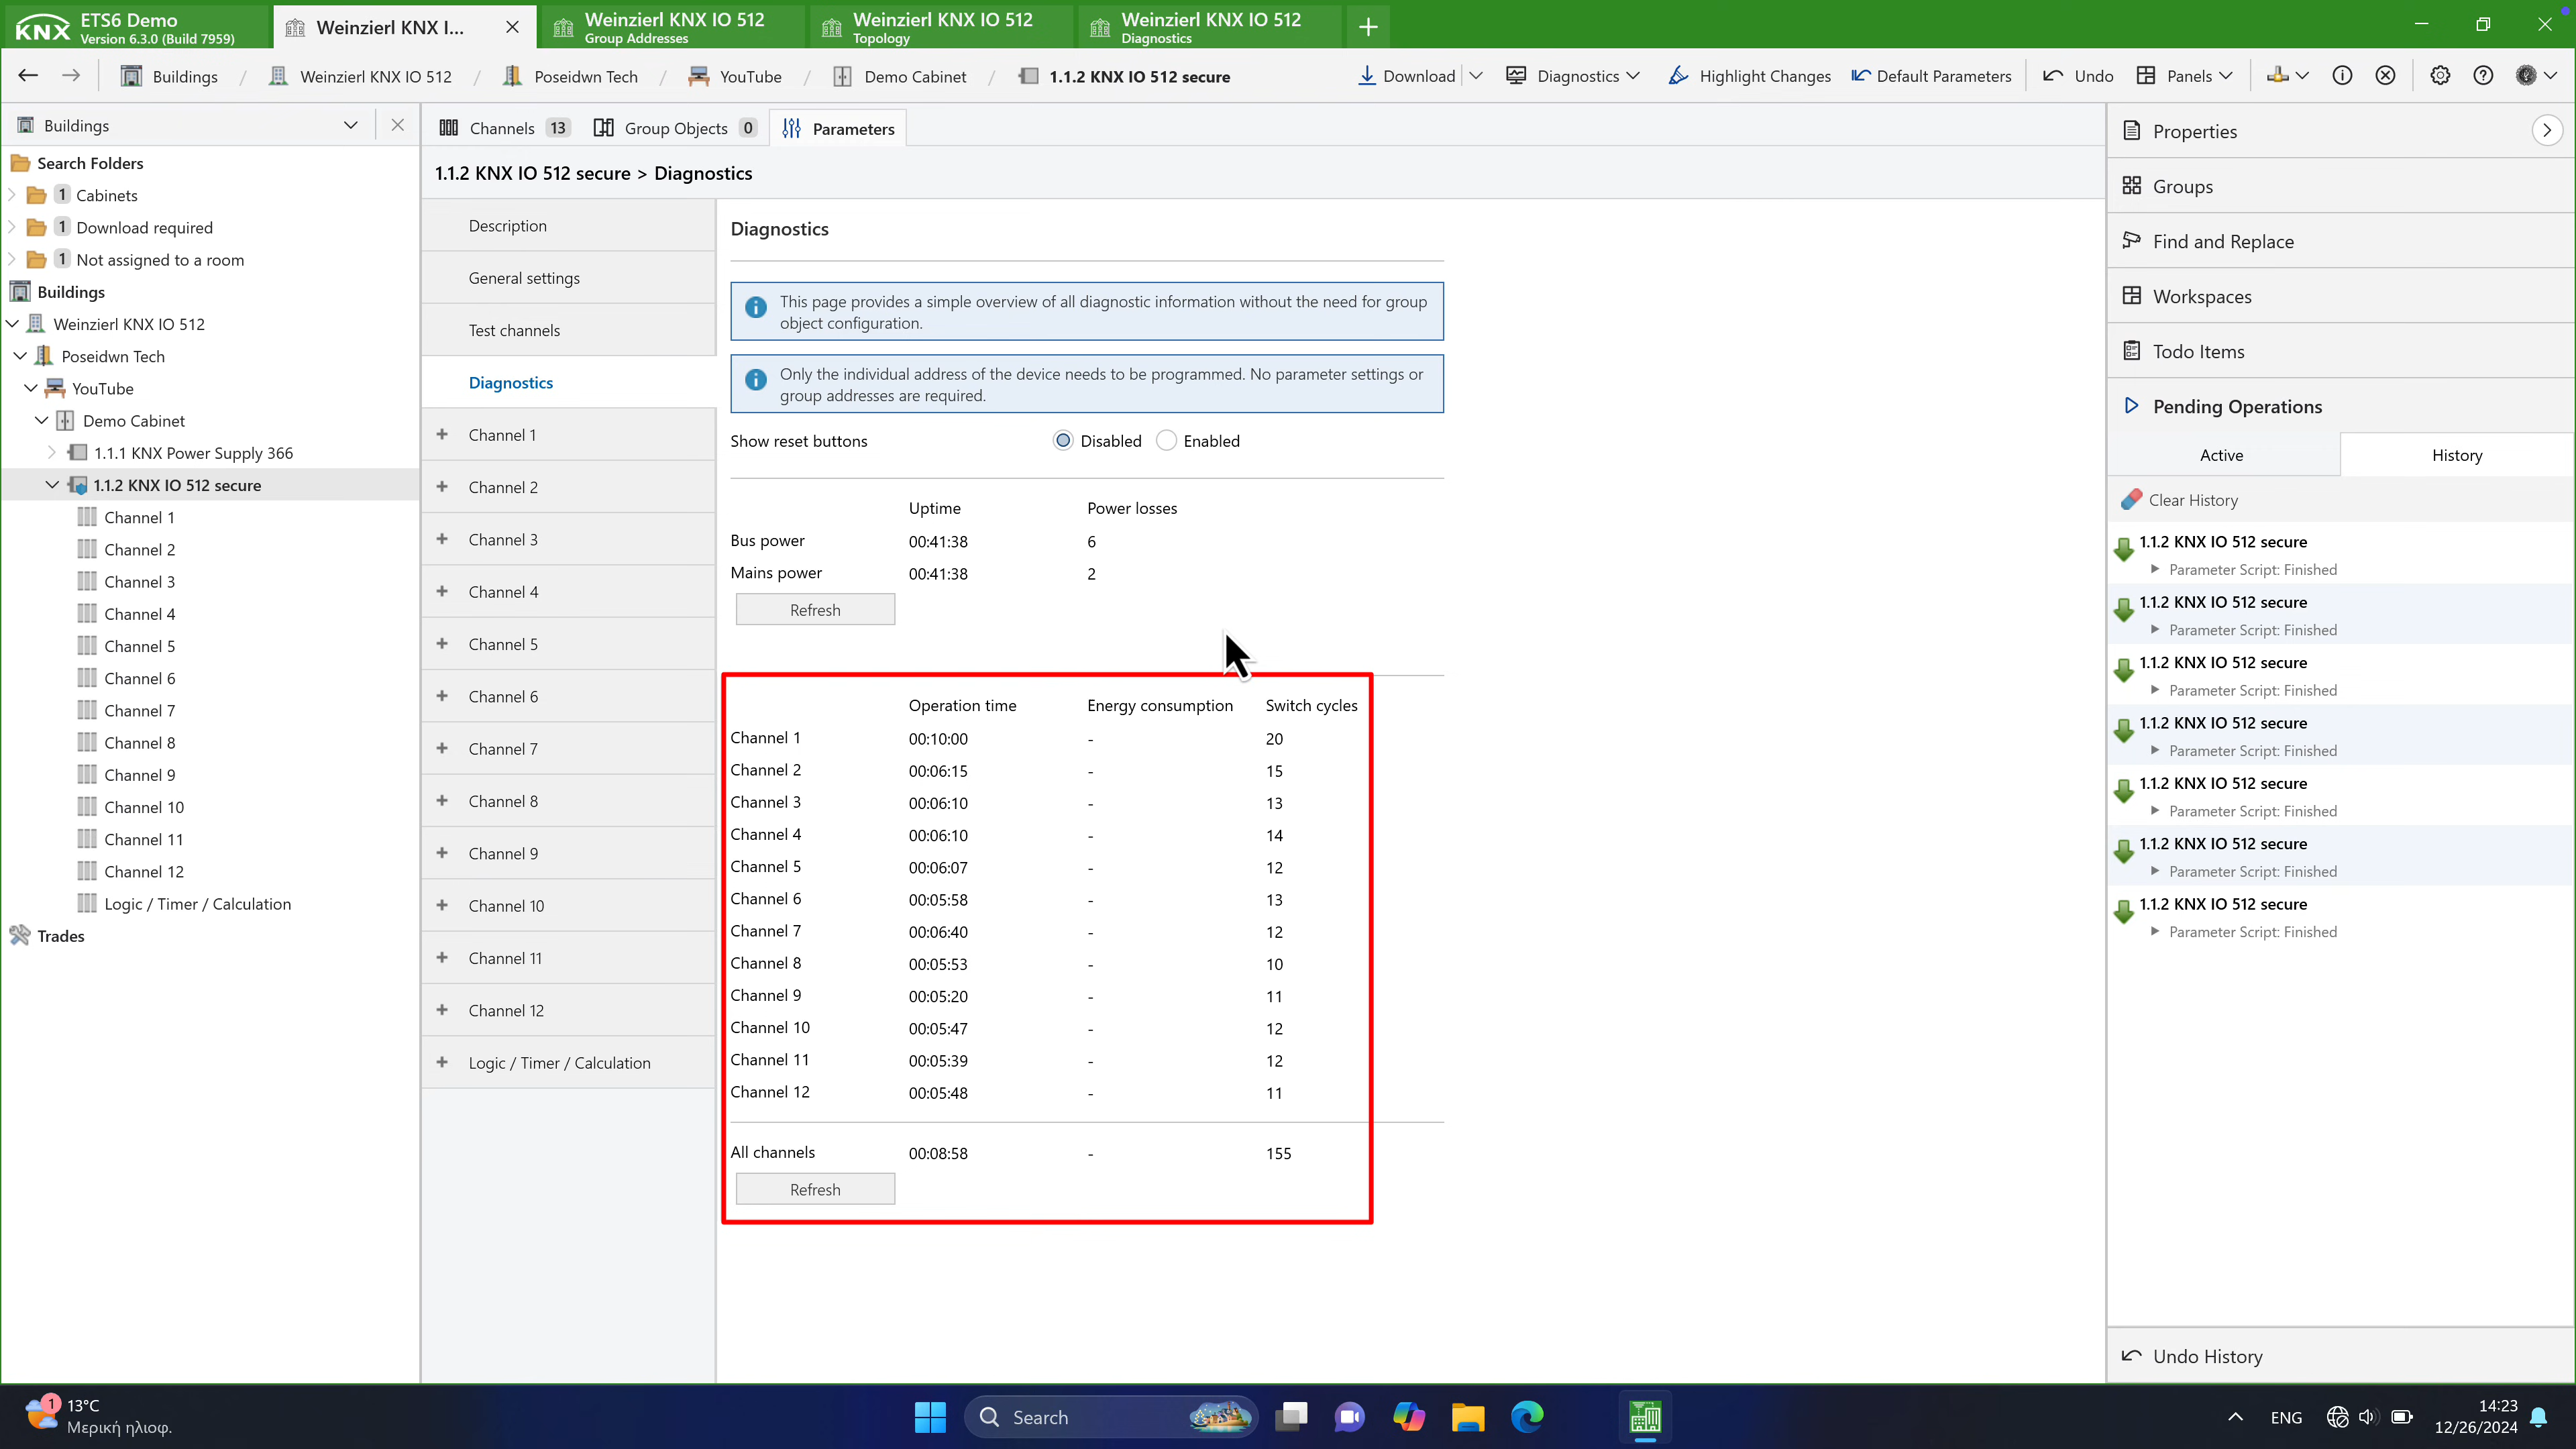 KNX
ETS6 Demo
Version 6.3.0 (Build 7959)
Weinzierl KNX I...
Weinzierl KNX IO 512
Group Addresses
Weinzierl KNX IO 512
Topology
Weinzierl KNX IO 512
Diagnostics
Buildings / Weinzierl KNX IO 512 / Poseidwn Tech / YouTube / Demo Cabinet / 1.1.2 KNX IO 512 secure
Download
Diagnostics
Highlight Changes
Default Parameters
Undo
Panels
Buildings
Search Folders
1 Cabinets
1 Download required
1 Not assigned to a room
Buildings
Weinzierl KNX IO 512
Poseidwn Tech
YouTube
Demo Cabinet
1.1.1 KNX Power Supply 366
1.1.2 KNX IO 512 secure
Channel 1
Channel 2
Channel 3
Channel 4
Channel 5
Channel 6
Channel 7
Channel 8
Channel 9
Channel 10
Channel 11
Channel 12
Logic / Timer / Calculation
Trades
Channels 13
Group Objects 0
Parameters
1.1.2 KNX IO 512 secure > Diagnostics
Description
General settings
Test channels
Diagnostics
+ Channel 1
+ Channel 2
+ Channel 3
+ Channel 4
+ Channel 5
+ Channel 6
+ Channel 7
+ Channel 8
+ Channel 9
+ Channel 10
+ Channel 11
+ Channel 12
+ Logic / Timer / Calculation
Diagnostics
This page provides a simple overview of all diagnostic information without the need for group
object configuration.
Only the individual address of the device needs to be programmed. No parameter settings or
group addresses are required.
Show reset buttons Disabled Enabled
Uptime Power losses
Bus power 00:41:38 6
Mains power 00:41:38 2
Refresh
Operation time Energy consumption Switch cycles
Channel 1 00:10:00 - 20
Channel 2 00:06:15 - 15
Channel 3 00:06:10 - 13
Channel 4 00:06:10 - 14
Channel 5 00:06:07 - 12
Channel 6 00:05:58 - 13
Channel 7 00:06:40 - 12
Channel 8 00:05:53 - 10
Channel 9 00:05:20 - 11
Channel 10 00:05:47 - 12
Channel 11 00:05:39 - 12
Channel 12 00:05:48 - 11
All channels 00:08:58 - 155
Refresh
Properties
Groups
Find and Replace
Workspaces
Todo Items
Pending Operations
Active
History
Clear History
1.1.2 KNX IO 512 secure
Parameter Script: Finished
1.1.2 KNX IO 512 secure
Parameter Script: Finished
1.1.2 KNX IO 512 secure
Parameter Script: Finished
1.1.2 KNX IO 512 secure
Parameter Script: Finished
1.1.2 KNX IO 512 secure
Parameter Script: Finished
1.1.2 KNX IO 512 secure
Parameter Script: Finished
1.1.2 KNX IO 512 secure
Parameter Script: Finished
Undo History
1
13°C
Μερική ηλιοφ.
Search
ENG
14:23
12/26/2024